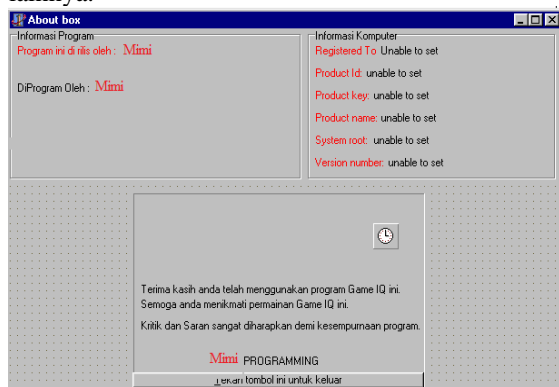 About box
Informasi Program
Program ini di rilis oleh : Mimi
DiProgram Oleh : Mimi
Informasi Komputer
Registered To Unable to set
Product Id: unable to set
Product key: unable to set
Product name: unable to set
System root: unable to set
Version number: unable to set
Terima kasih anda telah menggunakan program Game IQ ini.
Semoga anda menikmati permainan Game IQ ini.
Kritik dan Saran sangat diharapkan demi kesempurnaan program.
Mimi PROGRAMMING
Tekan tombol ini untuk keluar